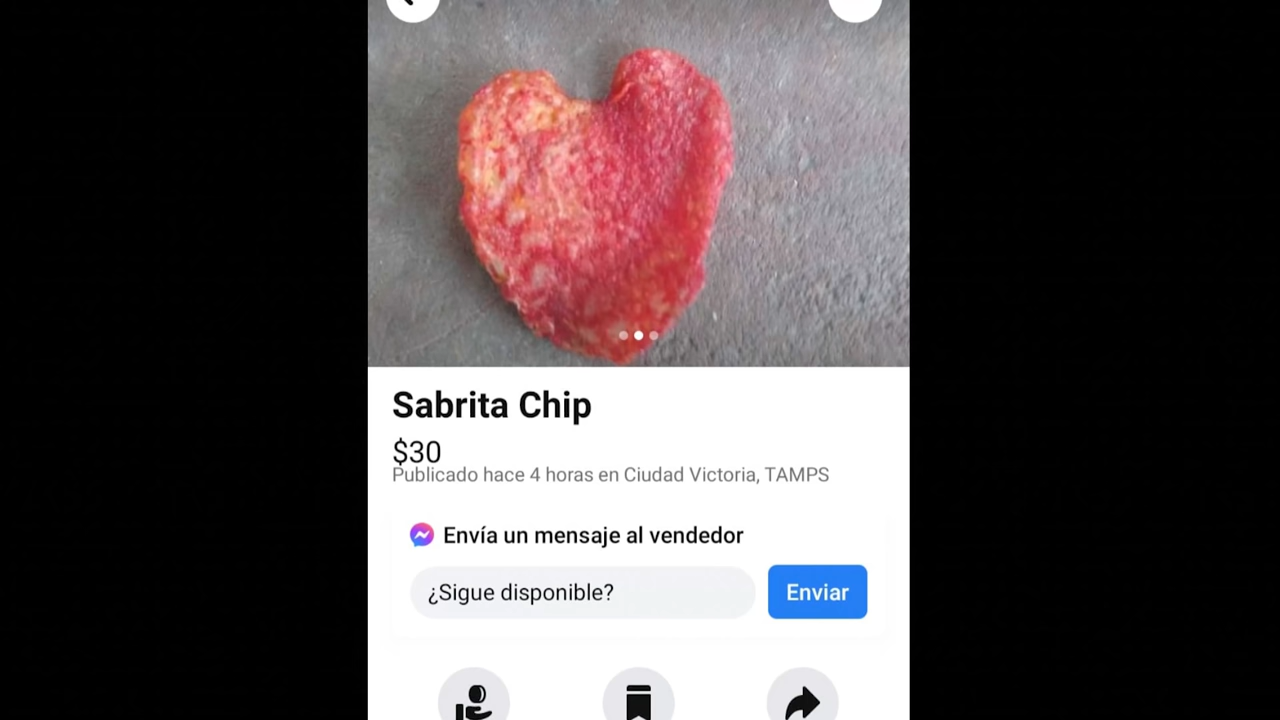 Sabrita Chip
$30
Publicado hace 4 horas en Ciudad Victoria, TAMPS
Envía un mensaje al vendedor
¿Sigue disponible?
Enviar